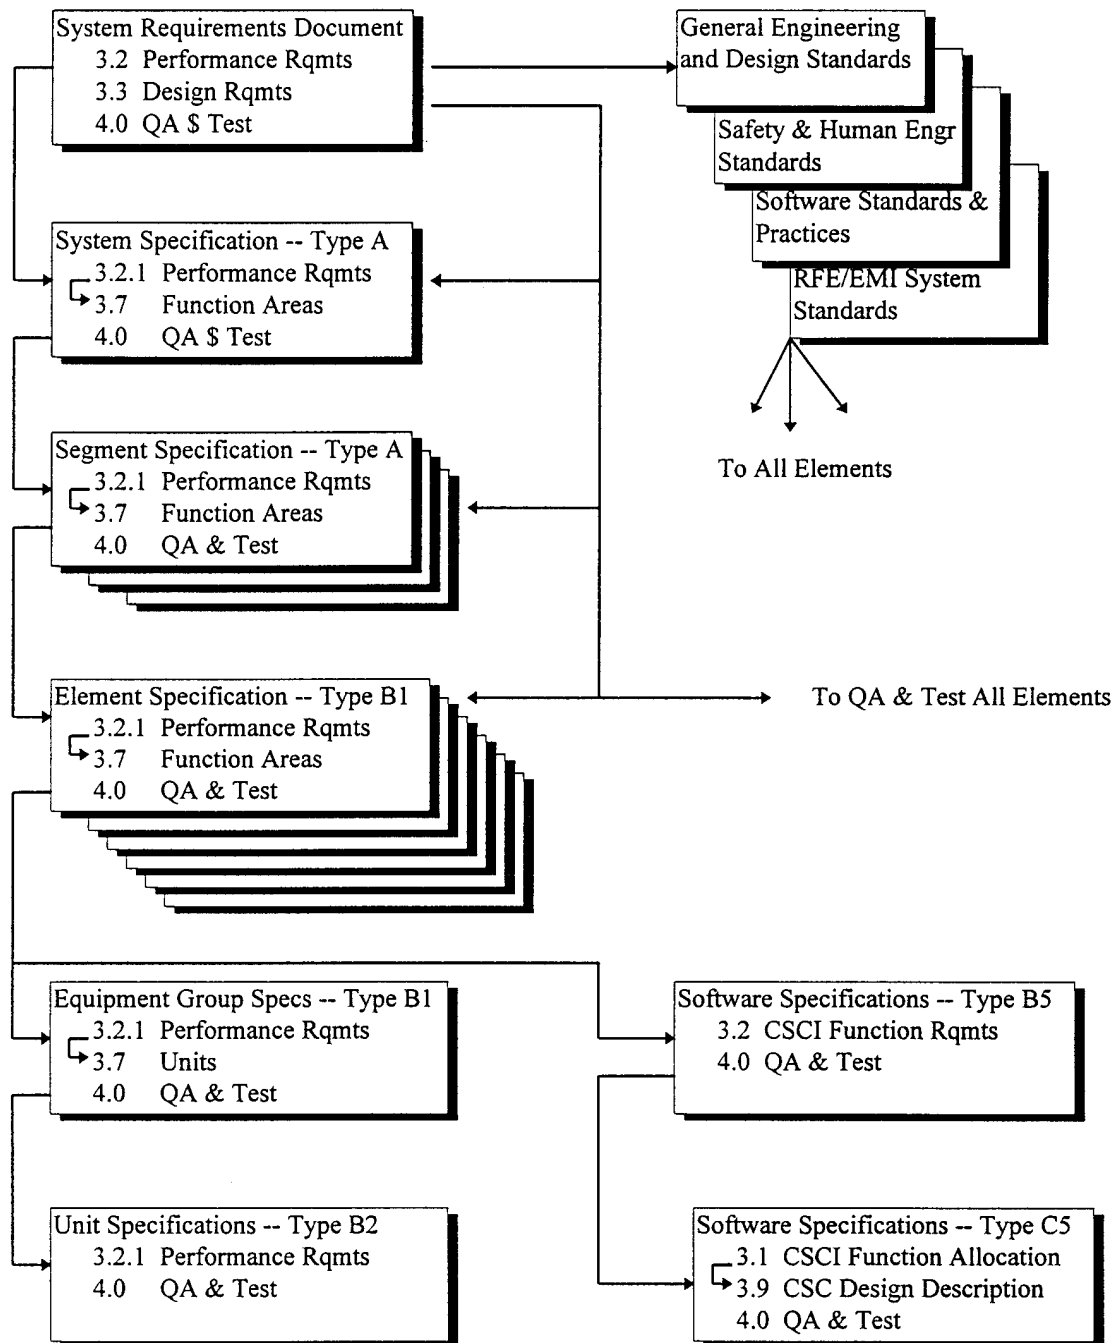 System Requirements Document
3.2 Performance Rqmts
3.3 Design Rqmts
4.0 QA $ Test
General Engineering
and Design Standards
Safety & Human Engr
Standards
Software Standards &
Practices
RFE/EMI System
Standards
To All Elements
System Specification -- Type A
3.2.1 Performance Rqmts
3.7 Function Areas
4.0 QA $ Test
Segment Specification -- Type A
3.2.1 Performance Rqmts
3.7 Function Areas
4.0 QA & Test
Element Specification -- Type B1
3.2.1 Performance Rqmts
3.7 Function Areas
4.0 QA & Test
To QA & Test All Elements
Equipment Group Specs -- Type B1
3.2.1 Performance Rqmts
3.7 Units
4.0 QA & Test
Software Specifications -- Type B5
3.2 CSCI Function Rqmts
4.0 QA & Test
Unit Specifications -- Type B2
3.2.1 Performance Rqmts
4.0 QA & Test
Software Specifications -- Type C5
3.1 CSCI Function Allocation
3.9 CSC Design Description
4.0 QA & Test